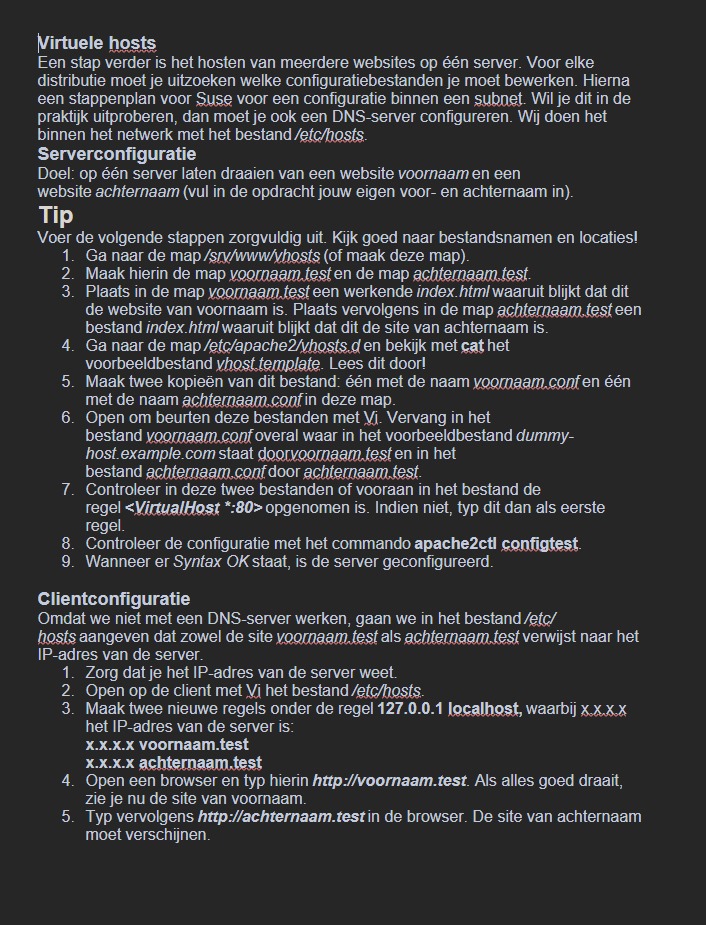 Virtuele hosts
Een stap verder is het hosten van meerdere websites op één server. Voor elke
distributie moet je uitzoeken welke configuratiebestanden je moet bewerken. Hierna
een stappenplan voor Suse voor een configuratie binnen een subnet. Wil je dit in de
praktijk uitproberen, dan moet je ook een DNS-server configureren. Wij doen het
binnen het netwerk met het bestand /etc/hosts.
Serverconfiguratie
Doel: op één server laten draaien van een website voornaam en een
website achternaam (vul in de opdracht jouw eigen voor- en achternaam in).
Tip
Voer de volgende stappen zorgvuldig uit. Kijk goed naar bestandsnamen en locaties!
1. Ga naar de map /srv/www/vhosts (of maak deze map).
2. Maak hierin de map voornaam.test en de map achternaam.test.
3. Plaats in de map voornaam.test een werkende index.html waaruit blijkt dat dit
de website van voornaam is. Plaats vervolgens in de map achternaam.test een
bestand index.html waaruit blijkt dat dit de site van achternaam is.
4. Ga naar de map /etc/apache2/vhosts.d en bekijk met cat het
voorbeeldbestand vhost.template. Lees dit door!
5. Maak twee kopieën van dit bestand: één met de naam voornaam.conf en één
met de naam achternaam.conf in deze map.
6. Open om beurten deze bestanden met Vi. Vervang in het
bestand voornaam.conf overal waar in het voorbeeldbestand dummy-
host.example.com staat doorvoornaam.test en in het
bestand achternaam.conf door achternaam.test.
7. Controleer in deze twee bestanden of vooraan in het bestand de
regel <VirtualHost *:80> opgenomen is. Indien niet, typ dit dan als eerste
regel.
8. Controleer de configuratie met het commando apache2ctl configtest.
9. Wanneer er Syntax OK staat, is de server geconfigureerd.
Clientconfiguratie
Omdat we niet met een DNS-server werken, gaan we in het bestand /etc/
hosts aangeven dat zowel de site voornaam.test als achternaam.test verwijst naar het
IP-adres van de server.
1. Zorg dat je het IP-adres van de server weet.
2. Open op de client met Vi het bestand /etc/hosts.
3. Maak twee nieuwe regels onder de regel 127.0.0.1 localhost, waarbij x.x.x.x
het IP-adres van de server is:
x.x.x.x voornaam.test
x.x.x.x achternaam.test
4. Open een browser en typ hierin http://voornaam.test. Als alles goed draait,
zie je nu de site van voornaam.
5. Typ vervolgens http://achternaam.test in de browser. De site van achternaam
moet verschijnen.